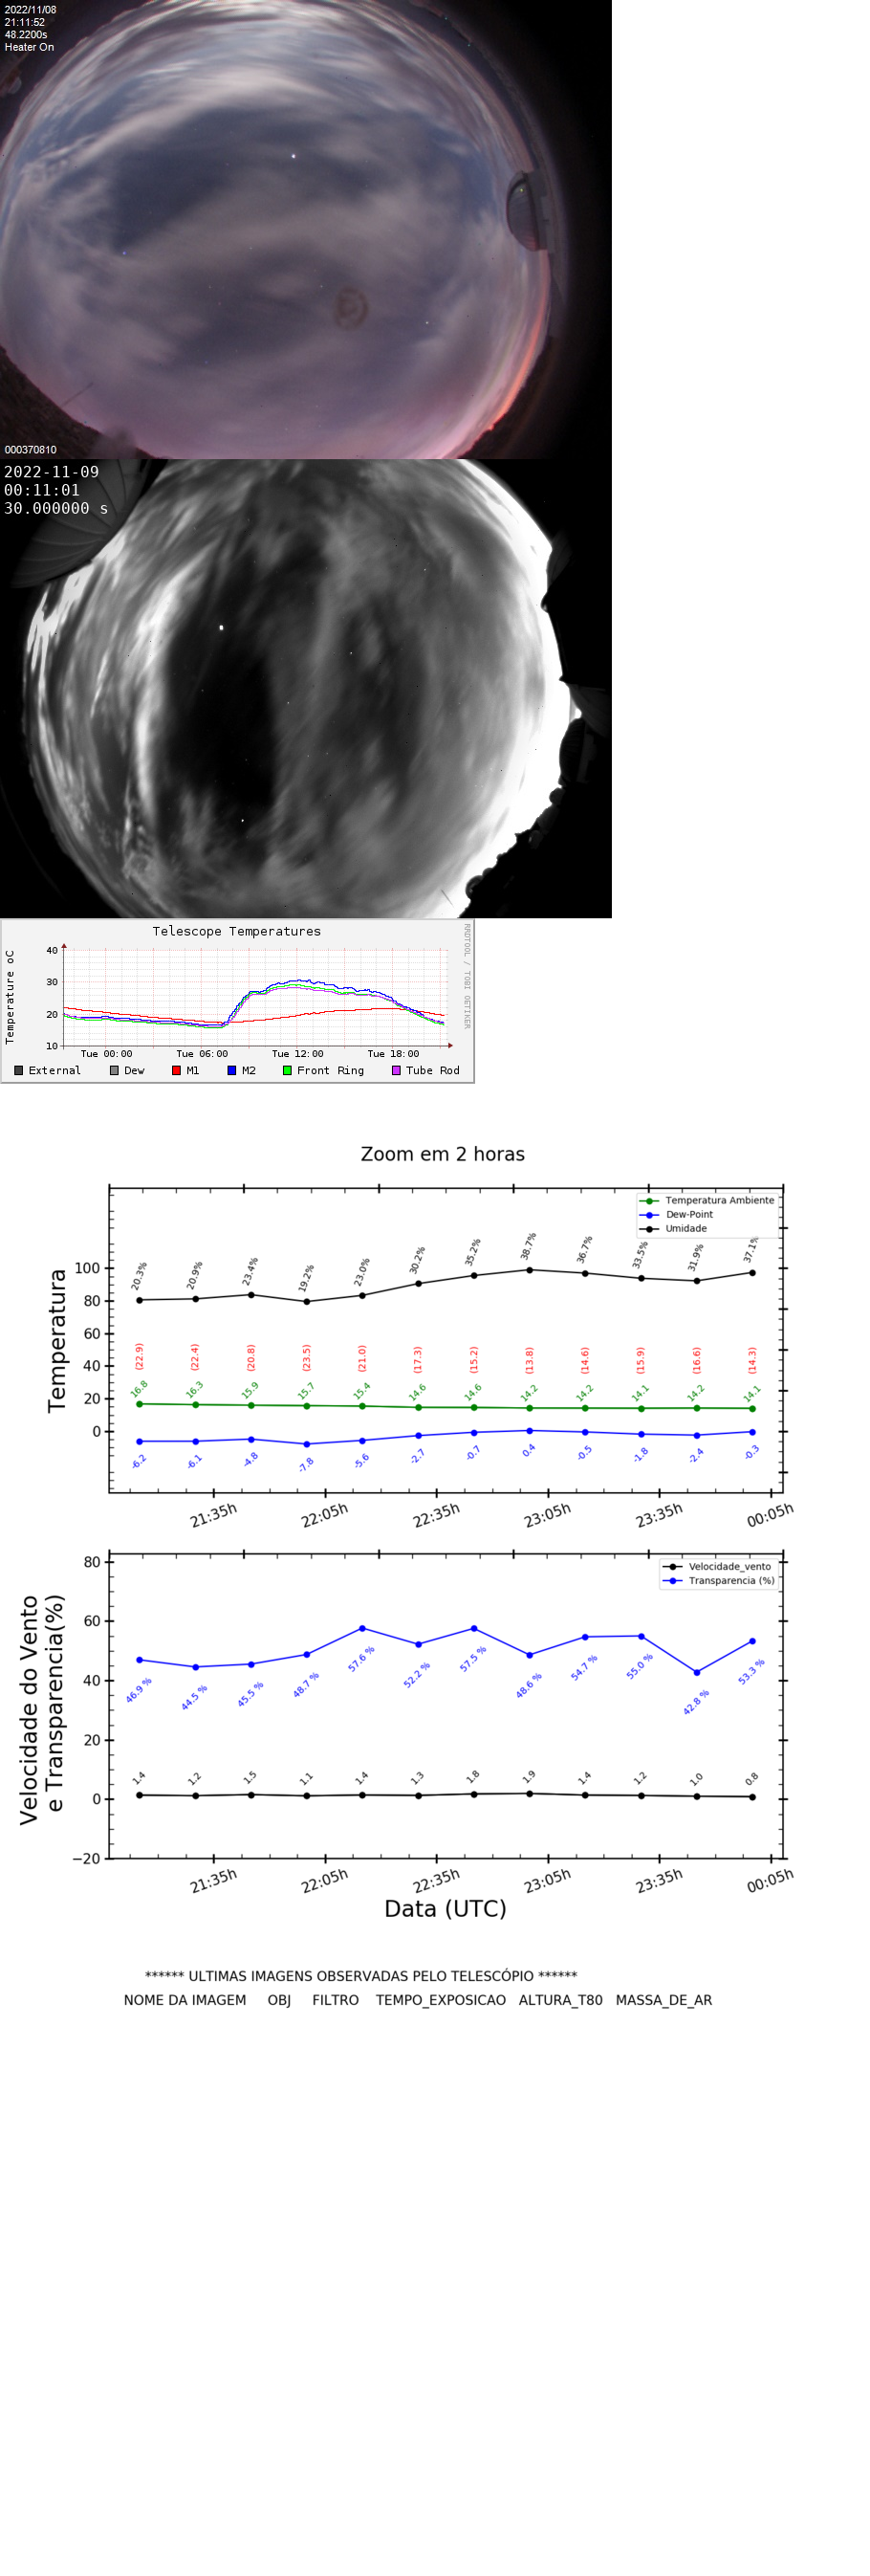 2022/11/08
21:11:52
48.2200s
Heater On
000370810
2022-11-09
00:11:01
30.000000 s
Telescope Temperatures
RRDTOOL / TOBI OETIKER
Temperature oC
40
30
20
10
Tue 00:00 Tue 06:00 Tue 12:00 Tue 18:00
External Dew M1 M2 Front Ring Tube Rod
Zoom em 2 horas
Temperatura Ambiente
Dew-Point
Umidade
Temperatura
100
80
60
40
20
0
20.3% 20.9% 23.4% 19.2% 23.0% 30.2% 35.2% 38.7% 36.7% 33.5% 31.9% 37.1%
(22.9) (22.4) (20.8) (23.5) (21.0) (17.3) (15.2) (13.8) (14.6) (15.9) (16.6) (14.3)
16.8 16.3 15.9 15.7 15.4 14.6 14.6 14.2 14.2 14.1 14.2 14.1
-6.2 -6.1 -4.8 -7.8 -5.6 -2.7 -0.7 0.4 -0.5 -1.8 -2.4 -0.3
21:35h 22:05h 22:35h 23:05h 23:35h 00:05h
Velocidade_vento
Transparencia (%)
Velocidade do Vento
e Transparencia(%)
80
60
40
20
0
−20
46.9 % 44.5 % 45.5 % 48.7 % 57.6 % 52.2 % 57.5 % 48.6 % 54.7 % 55.0 % 42.8 % 53.3 %
1.4 1.2 1.5 1.1 1.4 1.3 1.8 1.9 1.4 1.2 1.0 0.8
21:35h 22:05h 22:35h 23:05h 23:35h 00:05h
Data (UTC)
****** ULTIMAS IMAGENS OBSERVADAS PELO TELESCÓPIO ******
NOME DA IMAGEM OBJ FILTRO TEMPO_EXPOSICAO ALTURA_T80 MASSA_DE_AR